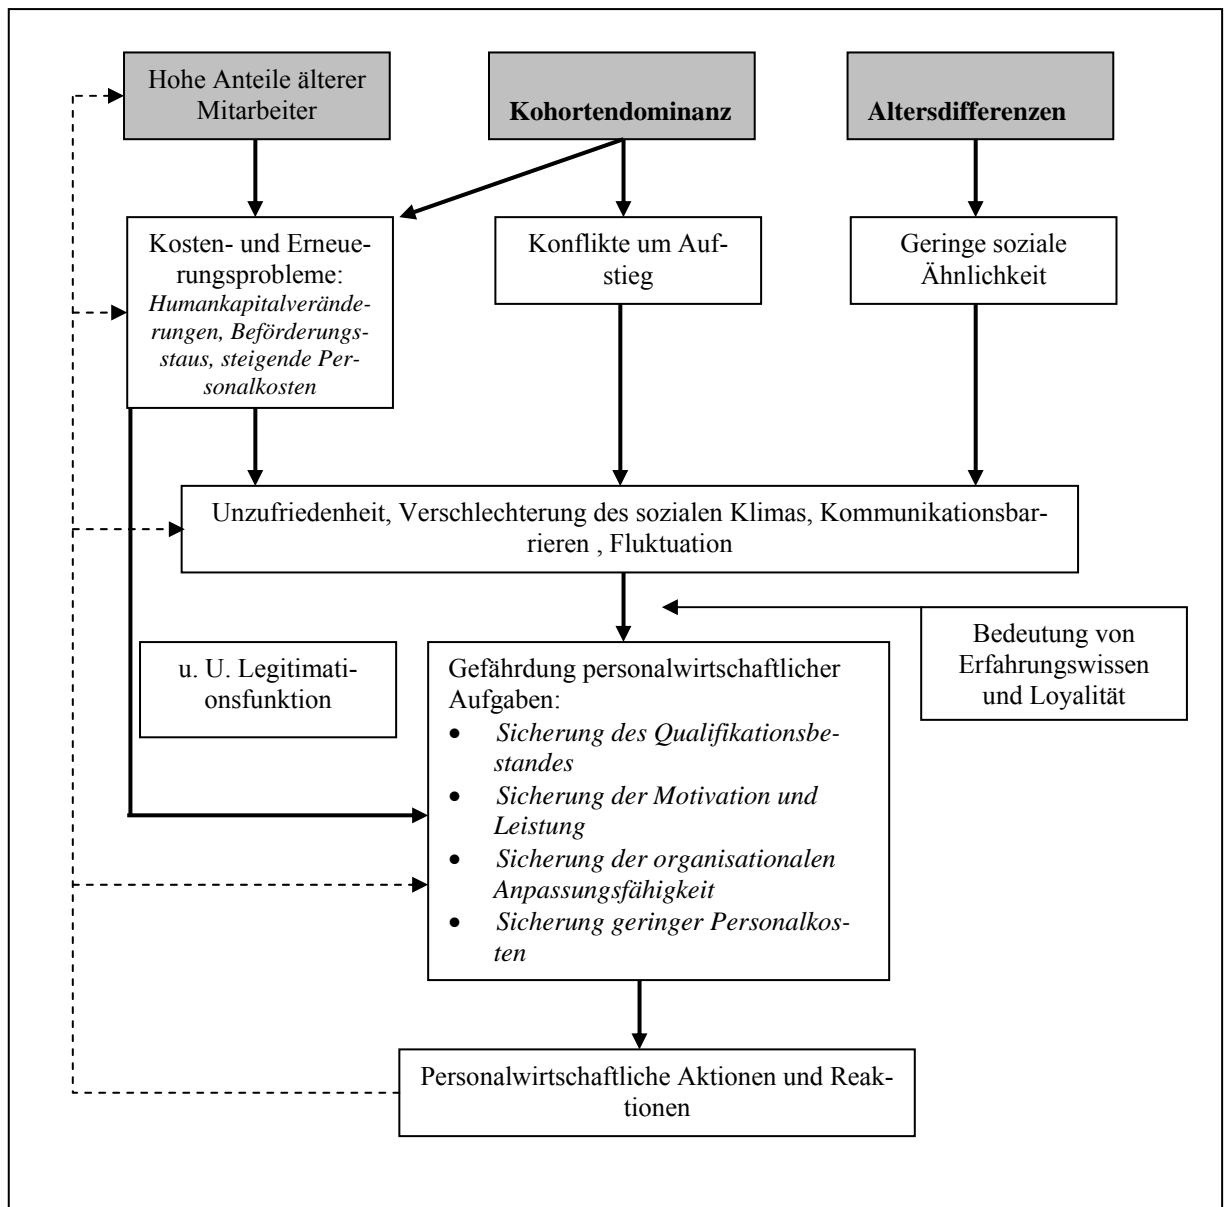 Hohe Anteile älterer
Mitarbeiter
Kohortendominanz
Altersdifferenzen
Kosten- und Erneue-
rungsprobleme:
Humankapitalverände-
rungen, Beförderungs-
staus, steigende Per-
sonalkosten
Konflikte um Auf-
stieg
Geringe soziale
Ähnlichkeit
Unzufriedenheit, Verschlechterung des sozialen Klimas, Kommunikationsbar-
rieren , Fluktuation
u. U. Legitimati-
onsfunktion
Gefährdung personalwirtschaftlicher
Aufgaben:
• Sicherung des Qualifikationsbe-
standes
• Sicherung der Motivation und
Leistung
• Sicherung der organisationalen
Anpassungsfähigkeit
• Sicherung geringer Personalkos-
ten
Bedeutung von
Erfahrungswissen
und Loyalität
Personalwirtschaftliche Aktionen und Reak-
tionen